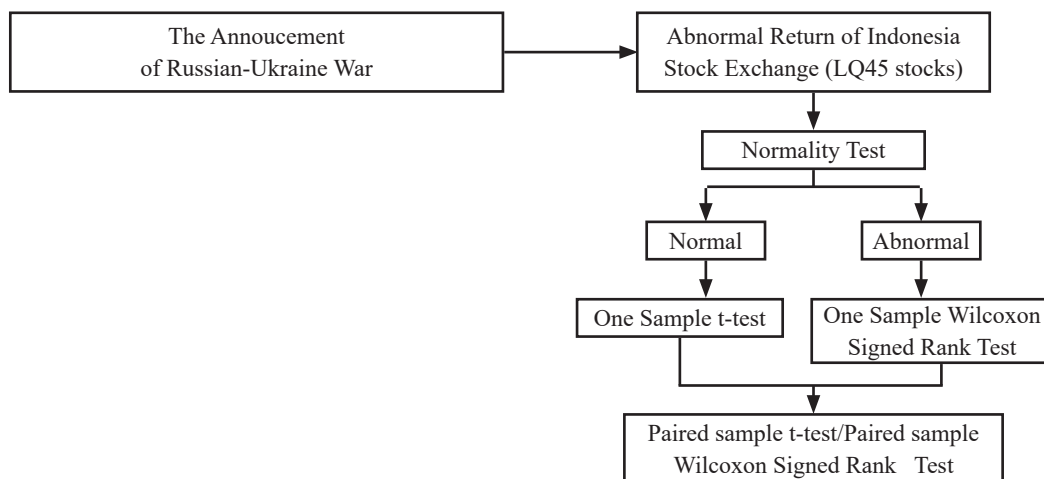 The Annoucement
of Russian-Ukraine War
Abnormal Return of Indonesia
Stock Exchange (LQ45 stocks)
Normality Test
Normal
Abnormal
One Sample t-test
One Sample Wilcoxon
Signed Rank Test
Paired sample t-test/Paired sample
Wilcoxon Signed Rank   Test